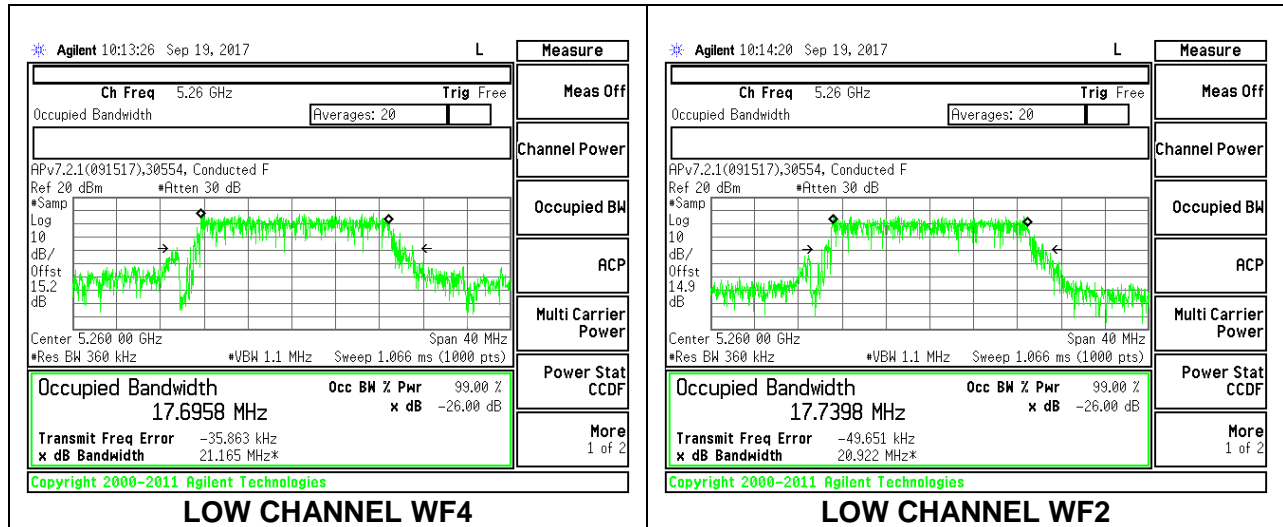 Agilent 10:13:26 Sep 19, 2017 L
Measure
Ch Freq 5.26 GHz Trig Free
Occupied Bandwidth Averages: 20
APv7.2.1(091517),30554, Conducted F
Ref 20 dBm #Atten 30 dB
#Samp
Log
10
dB/
Offst
15.2
dB
Center 5.260 00 GHz Span 40 MHz
#Res BW 360 kHz #VBW 1.1 MHz Sweep 1.066 ms (1000 pts)
Occupied Bandwidth Occ BW % Pwr 99.00 %
17.6958 MHz x dB -26.00 dB
Transmit Freq Error -35.863 kHz
x dB Bandwidth 21.165 MHz*
Copyright 2000-2011 Agilent Technologies
Meas Off
Channel Power
Occupied BW
ACP
Multi Carrier
Power
Power Stat
CCDF
More
1 of 2
LOW CHANNEL WF4
Agilent 10:14:20 Sep 19, 2017 L
Measure
Ch Freq 5.26 GHz Trig Free
Occupied Bandwidth Averages: 20
APv7.2.1(091517),30554, Conducted F
Ref 20 dBm #Atten 30 dB
#Samp
Log
10
dB/
Offst
14.9
dB
Center 5.260 00 GHz Span 40 MHz
#Res BW 360 kHz #VBW 1.1 MHz Sweep 1.066 ms (1000 pts)
Occupied Bandwidth Occ BW % Pwr 99.00 %
17.7398 MHz x dB -26.00 dB
Transmit Freq Error -49.651 kHz
x dB Bandwidth 20.922 MHz*
Copyright 2000-2011 Agilent Technologies
Meas Off
Channel Power
Occupied BW
ACP
Multi Carrier
Power
Power Stat
CCDF
More
1 of 2
LOW CHANNEL WF2